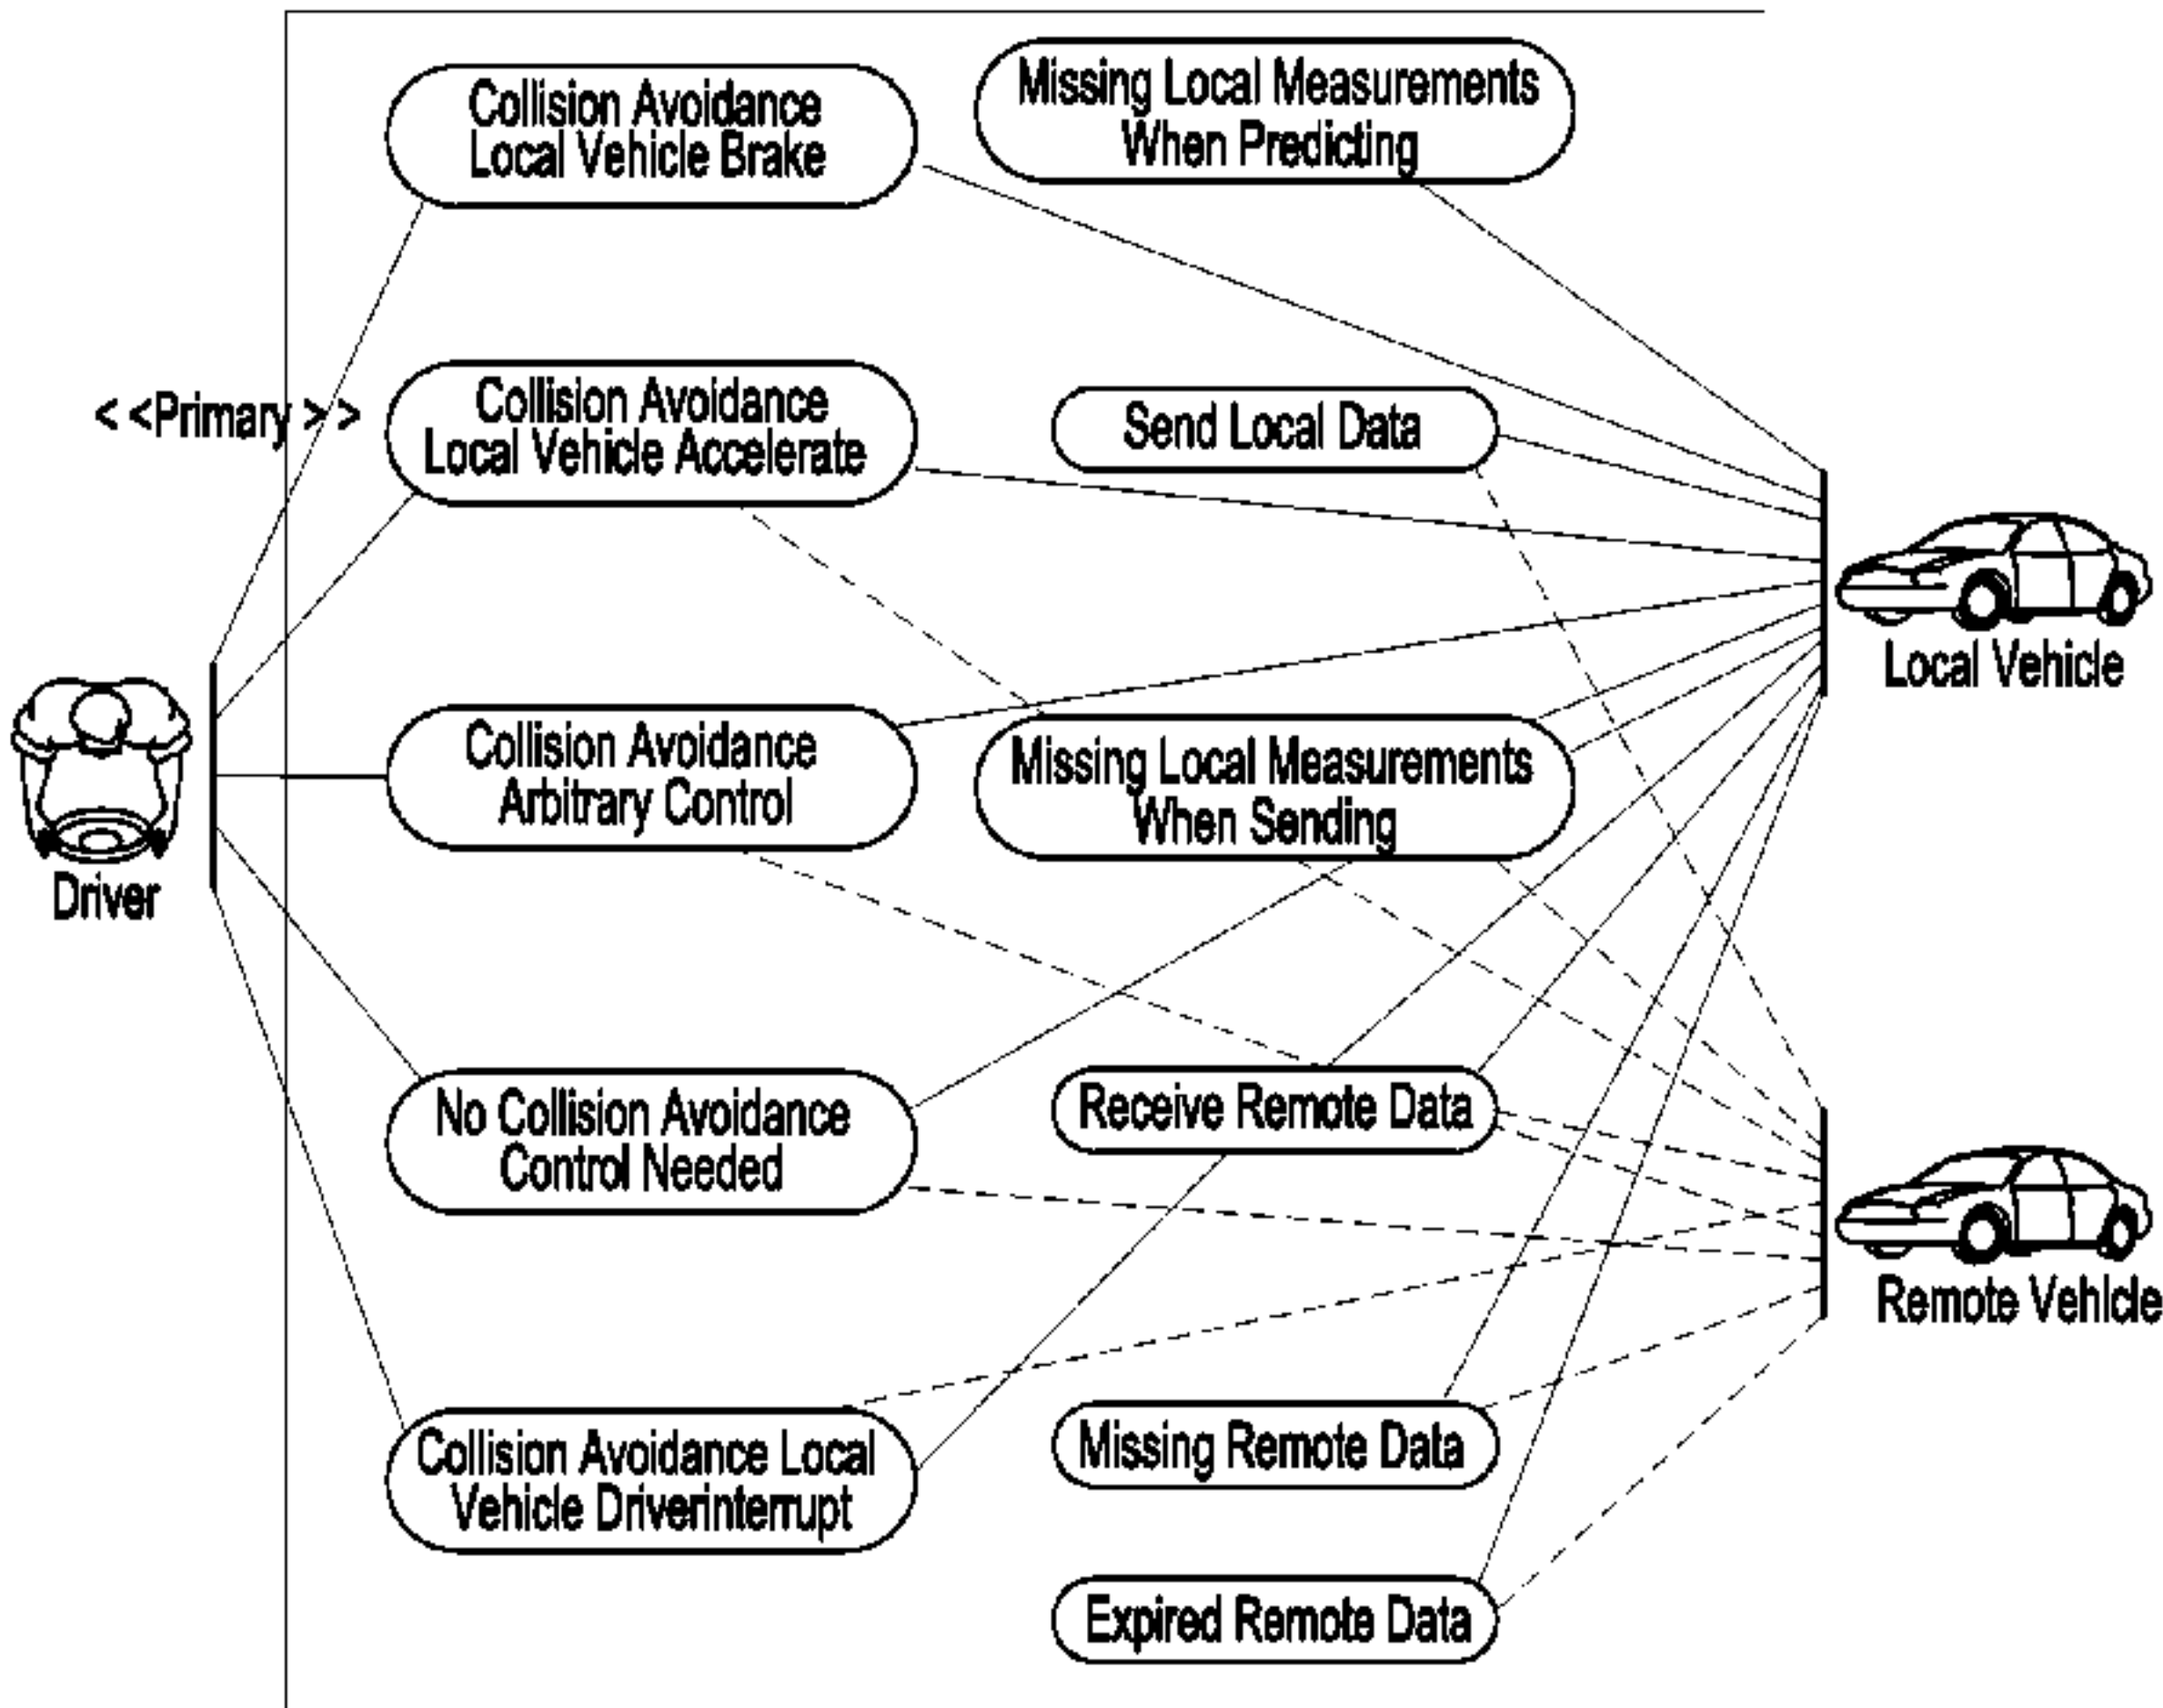 Collision Avoidance
Local Vehicle Brake
Missing Local Measurements
When Predicting
< <Primary > >
Collision Avoidance
Local Vehicle Accelerate
Send Local Data
Local Vehicle
Driver
Collision Avoidance
Arbitrary Control
Missing Local Measurements
When Sending
No Collision Avoidance
Control Needed
Receive Remote Data
Remote Vehicle
Collision Avoidance Local
Vehicle Driverinterrupt
Missing Remote Data
Expired Remote Data